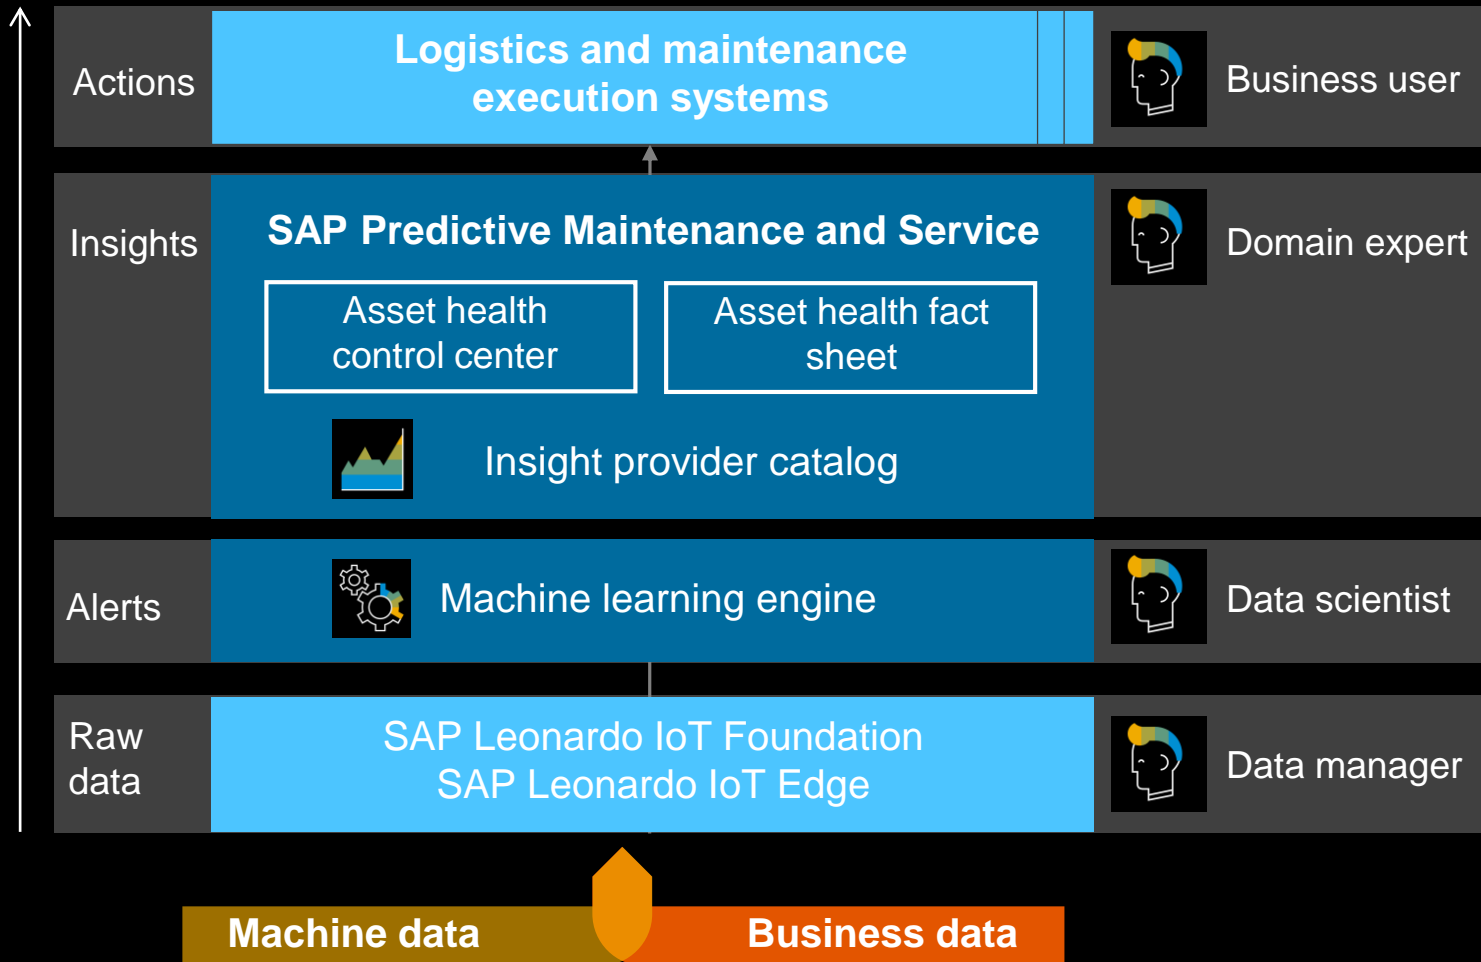 Actions
Logistics and maintenance
execution systems
Business user
Insights
SAP Predictive Maintenance and Service
Domain expert
Asset health
control center
Asset health fact
sheet
Insight provider catalog
Alerts
Machine learning engine
Data scientist
Raw
data
SAP Leonardo IoT Foundation
SAP Leonardo IoT Edge
Data manager
Machine data
Business data